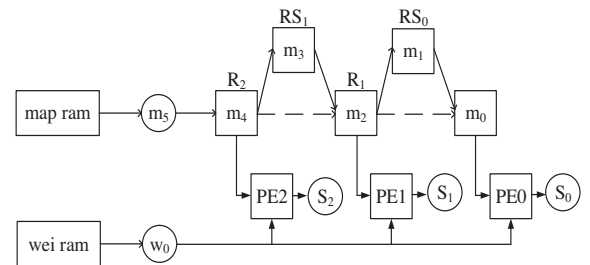 RS₁ RS₀
m₃ m₁
R₂ R₁
map ram m₅ m₄ m₂ m₀
PE2 S₂ PE1 S₁ PE0 S₀
wei ram w₀